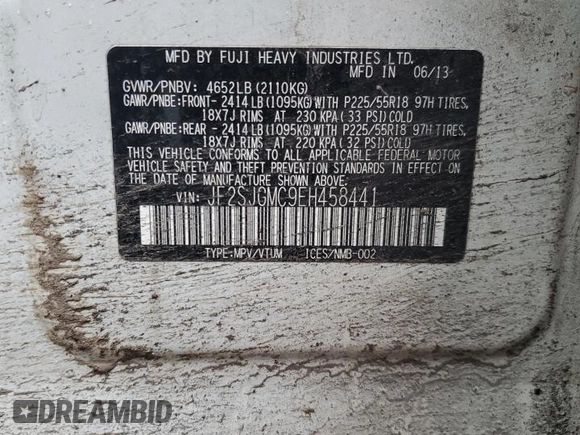 MFD BY FUJI HEAVY INDUSTRIES LTD.
MFD IN 06/13
GVWR/PNBV: 4652LB(2110KG)
GAWR/PNBE:FRONT-2414LB(1095KG)WITH P225/55R18 97H TIRES,
18X7J RIMS AT 230 KPA (33 PSI)COLD
GAWR/PNBE:REAR -2414LB(1095KG)WITH P225/55R18 97H TIRES,
18X7J RIMS AT 220 KPA (32 PSI)COLD
THIS VEHICLE CONFORMS TO ALL APPLICABLE FEDERAL MOTOR
VEHICLE SAFETY AND THEFT PREVENTION STANDARDS IN EFFECT ON
THE DATE OF MANUFACTURE SHOWN ABOVE.
VIN: JF2SJGMC9EH458441
TYPE:MPV/VTUM ICES/NMB-002
DREAMBID